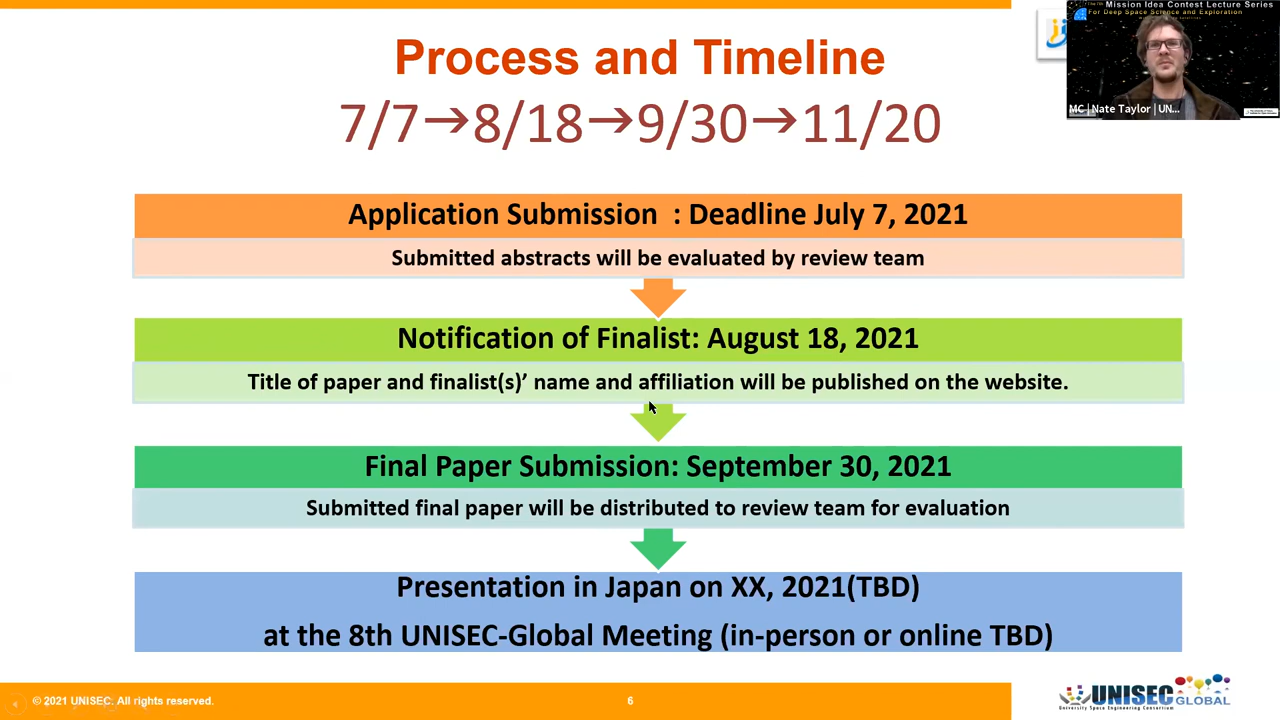 Process and Timeline
7/7→8/18→9/30→11/20
Mission Idea Contest Lecture Series
For Deep Space Science and Exploration
MC | Nate Taylor | UN...
Application Submission : Deadline July 7, 2021
Submitted abstracts will be evaluated by review team
Notification of Finalist: August 18, 2021
Title of paper and finalist(s)’ name and affiliation will be published on the website.
Final Paper Submission: September 30, 2021
Submitted final paper will be distributed to review team for evaluation
Presentation in Japan on XX, 2021(TBD)
at the 8th UNISEC-Global Meeting (in-person or online TBD)
© 2021 UNISEC. All rights reserved.
6
UNISEC GLOBAL
University Space Engineering Consortium